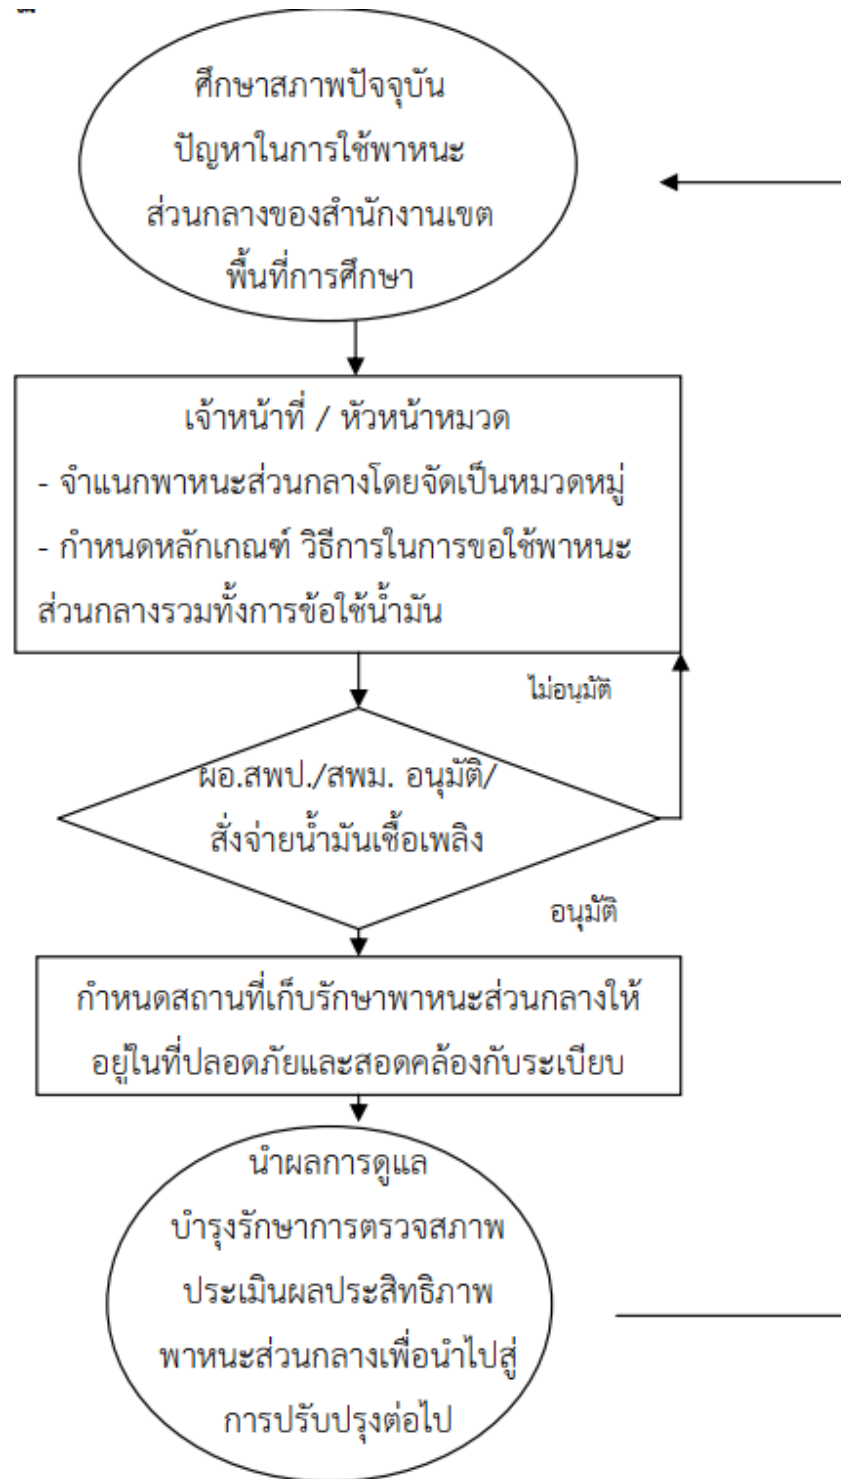 ศึกษาสภาพปัจจุบัน
ปัญหาในการใช้พาหนะ
ส่วนกลางของสำนักงานเขต
พื้นที่การศึกษา
เจ้าหน้าที่ / หัวหน้าหมวด
- จำแนกพาหนะส่วนกลางโดยจัดเป็นหมวดหมู่
- กำหนดหลักเกณฑ์ วิธีการในการขอใช้พาหนะ
ส่วนกลางรวมทั้งการข้อใช้น้ำมัน
ไม่อนุมัติ
ผอ.สพป./สพม. อนุมัติ/
สั่งจ่ายน้ำมันเชื้อเพลิง
อนุมัติ
กำหนดสถานที่เก็บรักษาพาหนะส่วนกลางให้
อยู่ในที่ปลอดภัยและสอดคล้องกับระเบียบ
นำผลการดูแล
บำรุงรักษาการตรวจสภาพ
ประเมินผลประสิทธิภาพ
พาหนะส่วนกลางเพื่อนำไปสู่
การปรับปรุงต่อไป